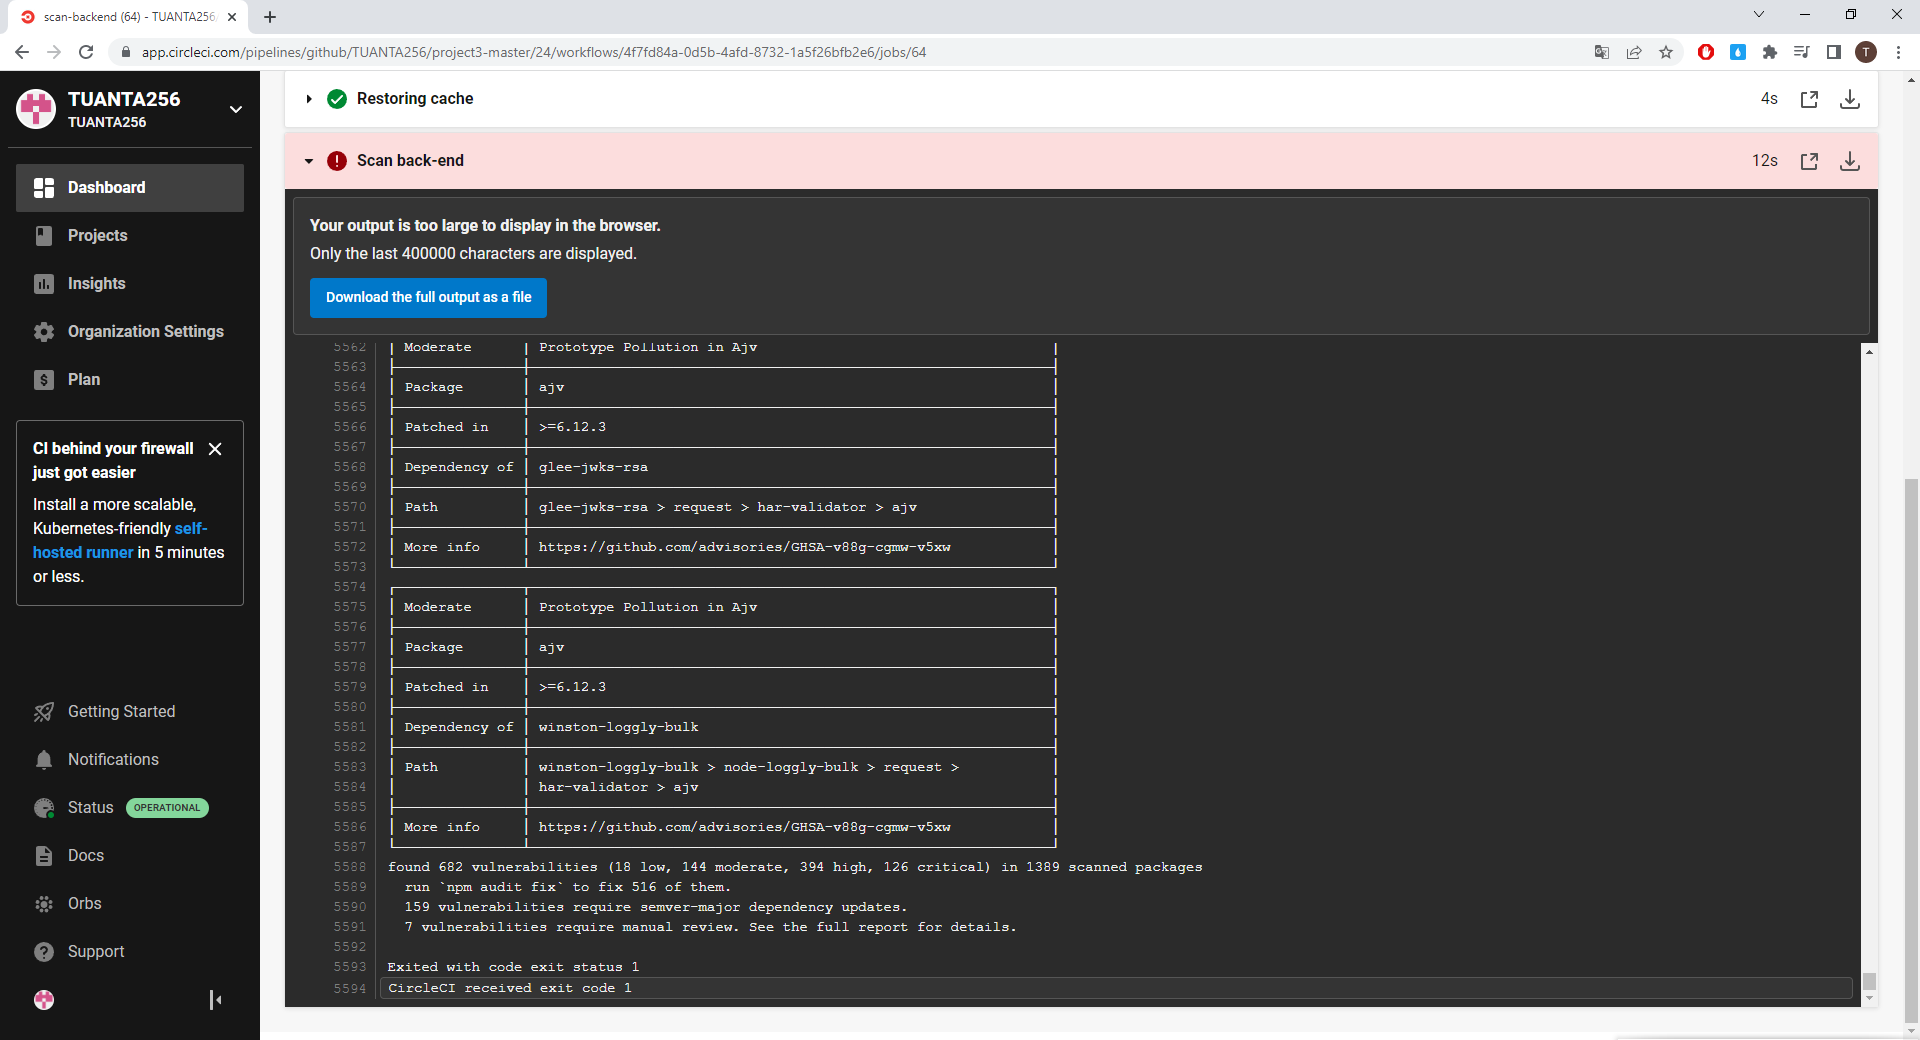 scan-backend (64) - TUANTA256
app.circleci.com/pipelines/github/TUANTA256/project3-master/24/workflows/4f7fd84a-0d5b-4afd-8732-1a5f26bfb2e6/jobs/64
T
TUANTA256
TUANTA256
Dashboard
Projects
Insights
Organization Settings
Plan
CI behind your firewall
just got easier
Install a more scalable,
Kubernetes-friendly self-
hosted runner in 5 minutes
or less.
Getting Started
Notifications
Status OPERATIONAL
Docs
Orbs
Support
Restoring cache 4s
Scan back-end 12s
Your output is too large to display in the browser.
Only the last 400000 characters are displayed.
Download the full output as a file
5562 Moderate Prototype Pollution in Ajv
5563
5564 Package ajv
5565
5566 Patched in >=6.12.3
5567
5568 Dependency of glee-jwks-rsa
5569
5570 Path glee-jwks-rsa > request > har-validator > ajv
5571
5572 More info https://github.com/advisories/GHSA-v88g-cgmw-v5xw
5573
5574
5575 Moderate Prototype Pollution in Ajv
5576
5577 Package ajv
5578
5579 Patched in >=6.12.3
5580
5581 Dependency of winston-loggly-bulk
5582
5583 Path winston-loggly-bulk > node-loggly-bulk > request >
5584 har-validator > ajv
5585
5586 More info https://github.com/advisories/GHSA-v88g-cgmw-v5xw
5587
5588 found 682 vulnerabilities (18 low, 144 moderate, 394 high, 126 critical) in 1389 scanned packages
5589 run `npm audit fix` to fix 516 of them.
5590 159 vulnerabilities require semver-major dependency updates.
5591 7 vulnerabilities require manual review. See the full report for details.
5592
5593 Exited with code exit status 1
5594 CircleCI received exit code 1